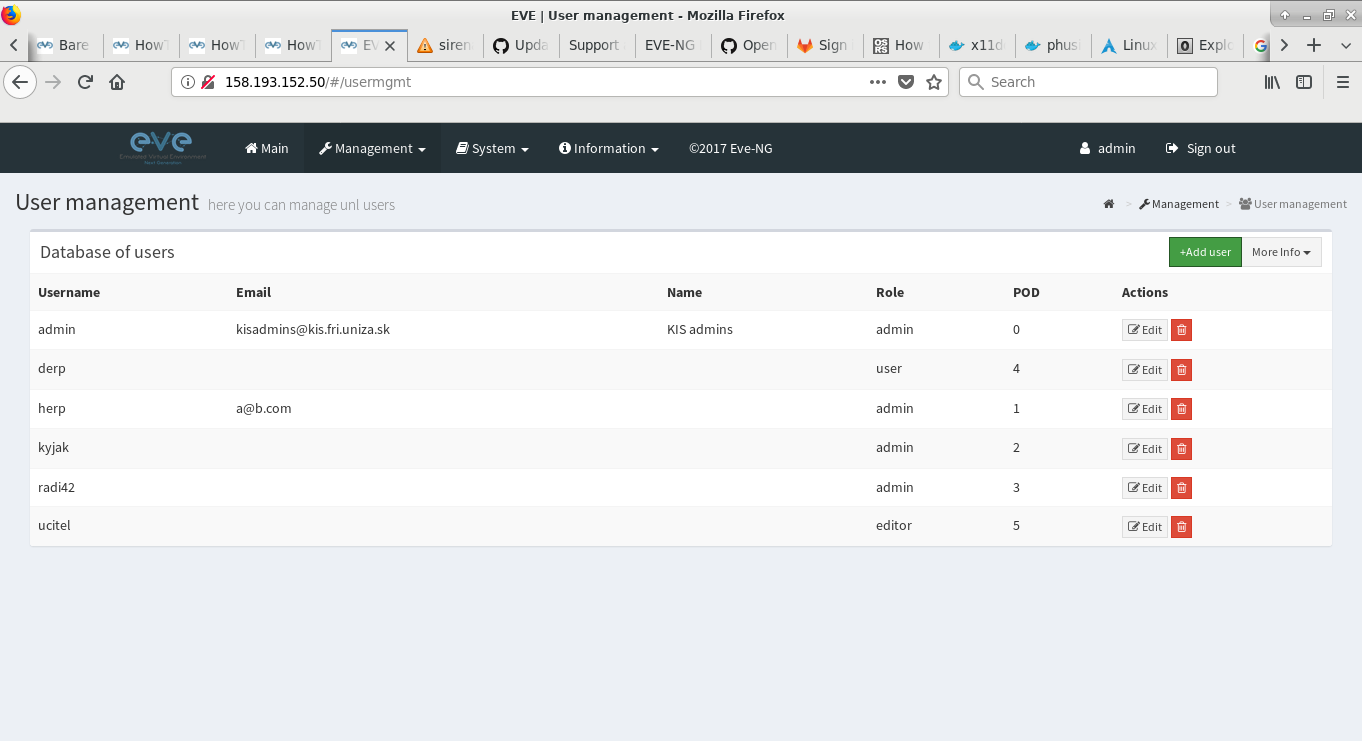 EVE | User management - Mozilla Firefox
Bare HowT HowT HowT EV siren Upda Support EVE-NG Open Sign How x11d phus Linux Explo
158.193.152.50/#/usermgmt Search
eve Main Management System Information ©2017 Eve-NG admin Sign out
Emulated Virtual Environment
Next Generation
User management here you can manage unl users > Management > User management
Database of users +Add user More Info
Username Email Name Role POD Actions
admin kisadmins@kis.fri.uniza.sk KIS admins admin 0 Edit
derp user 4 Edit
herp a@b.com admin 1 Edit
kyjak admin 2 Edit
radi42 admin 3 Edit
ucitel editor 5 Edit